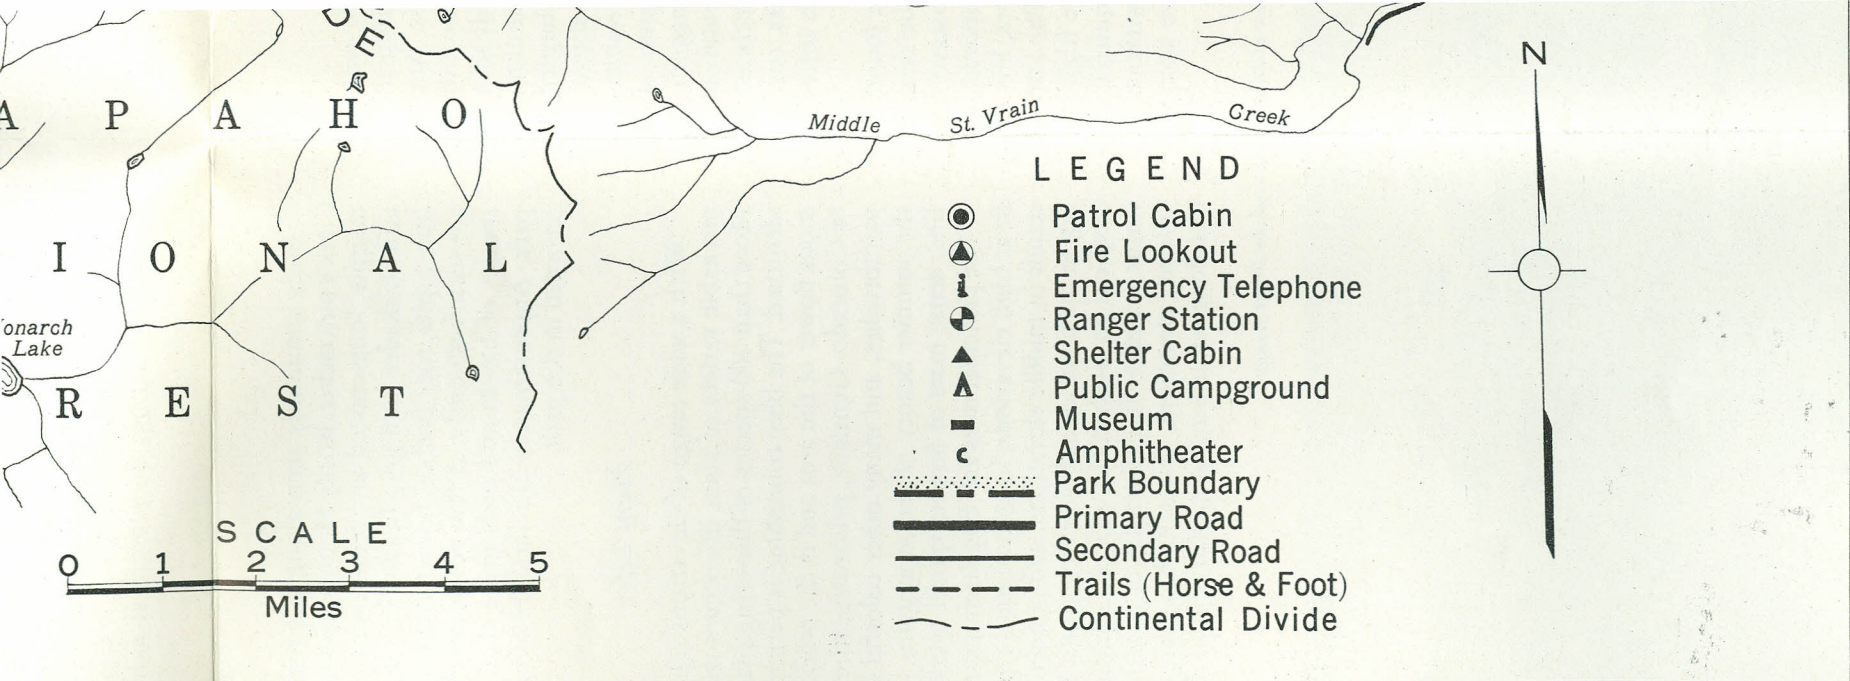 D
E
A P A H O
Middle St. Vrain Creek
N
I O N A L
onarch
Lake
R E S T
SCALE
0 1 2 3 4 5
Miles
LEGEND
Patrol Cabin
Fire Lookout
Emergency Telephone
Ranger Station
Shelter Cabin
Public Campground
Museum
Amphitheater
Park Boundary
Primary Road
Secondary Road
Trails (Horse & Foot)
Continental Divide